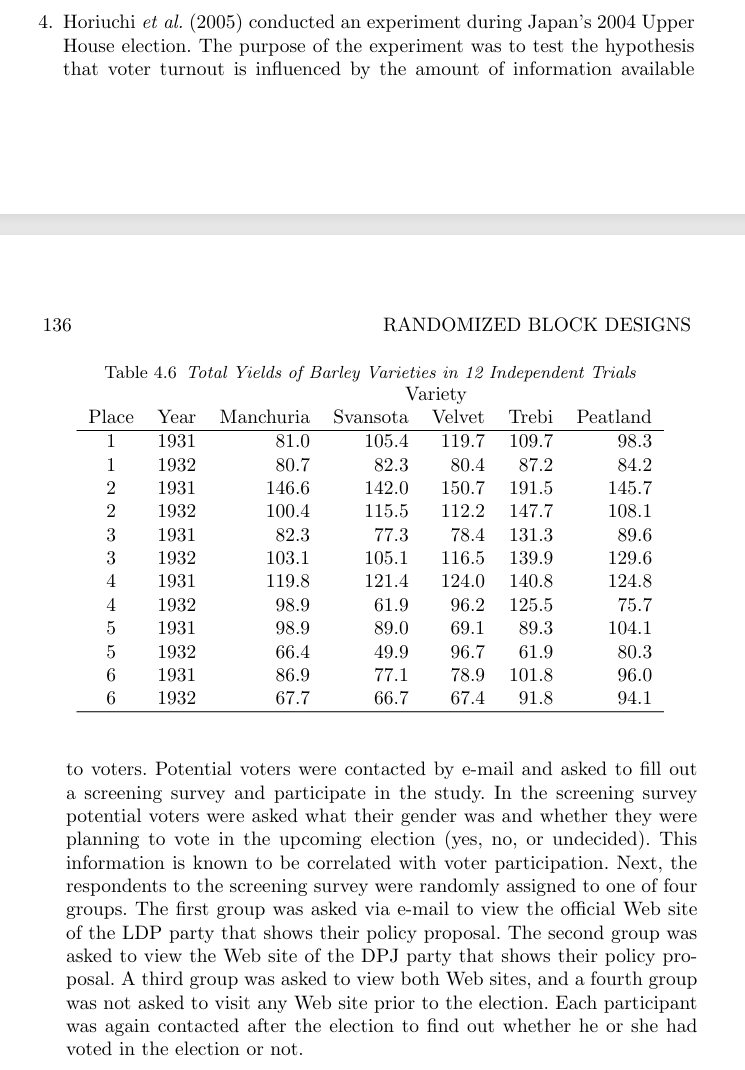 4. Horiuchi et al. (2005) conducted an experiment during Japan's 2004 Upper
House election. The purpose of the experiment was to test the hypothesis
that voter turnout is influenced by the amount of information available
136 RANDOMIZED BLOCK DESIGNS
Table 4.6 Total Yields of Barley Varieties in 12 Independent Trials
Variety
Place Year Manchuria Svansota Velvet Trebi Peatland
1 1931 81.0 105.4 119.7 109.7 98.3
1 1932 80.7 82.3 80.4 87.2 84.2
2 1931 146.6 142.0 150.7 191.5 145.7
2 1932 100.4 115.5 112.2 147.7 108.1
3 1931 82.3 77.3 78.4 131.3 89.6
3 1932 103.1 105.1 116.5 139.9 129.6
4 1931 119.8 121.4 124.0 140.8 124.8
4 1932 98.9 61.9 96.2 125.5 75.7
5 1931 98.9 89.0 69.1 89.3 104.1
5 1932 66.4 49.9 96.7 61.9 80.3
6 1931 86.9 77.1 78.9 101.8 96.0
6 1932 67.7 66.7 67.4 91.8 94.1
to voters. Potential voters were contacted by e-mail and asked to fill out
a screening survey and participate in the study. In the screening survey
potential voters were asked what their gender was and whether they were
planning to vote in the upcoming election (yes, no, or undecided). This
information is known to be correlated with voter participation. Next, the
respondents to the screening survey were randomly assigned to one of four
groups. The first group was asked via e-mail to view the official Web site
of the LDP party that shows their policy proposal. The second group was
asked to view the Web site of the DPJ party that shows their policy pro-
posal. A third group was asked to view both Web sites, and a fourth group
was not asked to visit any Web site prior to the election. Each participant
was again contacted after the election to find out whether he or she had
voted in the election or not.